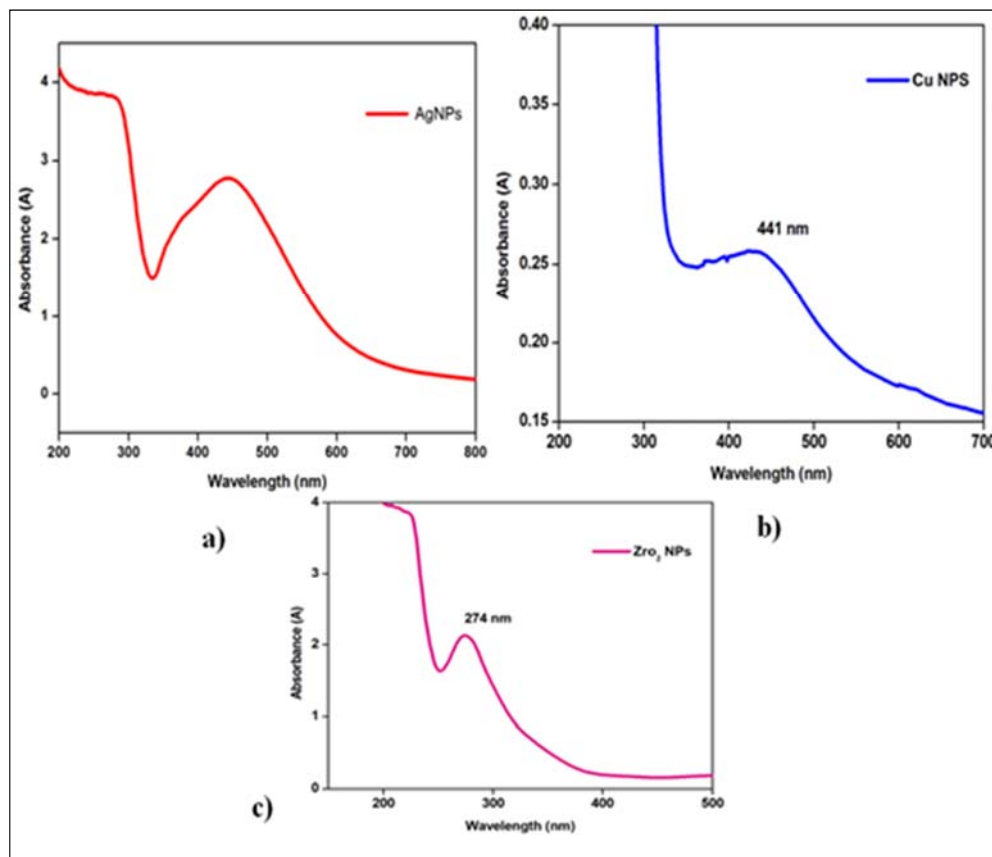 4
3
2
1
0
200
300
400
500
600
700
800
Absorbance (A)
Wavelength (nm)
AgNPs
a)
0.40
0.35
0.30
0.25
0.20
0.15
200
300
400
500
600
700
Absorbance (A)
Wavelength (nm)
Cu NPS
441 nm
b)
4
3
2
1
0
200
300
400
500
Absorbance (A)
Wavelength (nm)
Zro₂ NPs
274 nm
c)